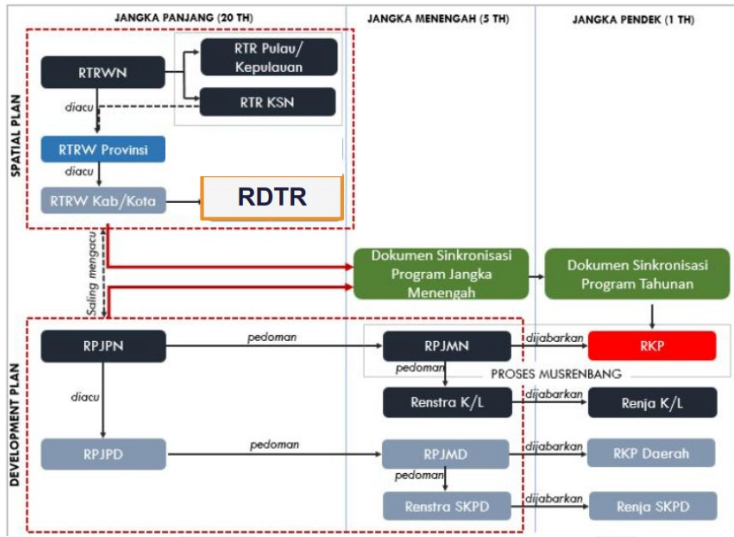 JANGKA PANJANG (20 TH)
JANGKA MENENGAH (5 TH)
JANGKA PENDEK (1 TH)
SPATIAL PLAN
RTRWN
RTR Pulau/
Kepulauan
RTR KSN
diacu
RTRW Provinsi
diacu
RTRW Kab/Kota
RDTR
Saling mengacu
Dokumen Sinkronisasi
Program Jangka
Menengah
Dokumen Sinkronisasi
Program Tahunan
DEVELOPMENT PLAN
RPJPN
pedoman
RPJMN
dijabarkan
RKP
pedoman
PROSES MUSRENBANG
diacu
Renstra K/L
dijabarkan
Renja K/L
RPJPD
pedoman
RPJMD
dijabarkan
RKP Daerah
pedoman
Renstra SKPD
dijabarkan
Renja SKPD